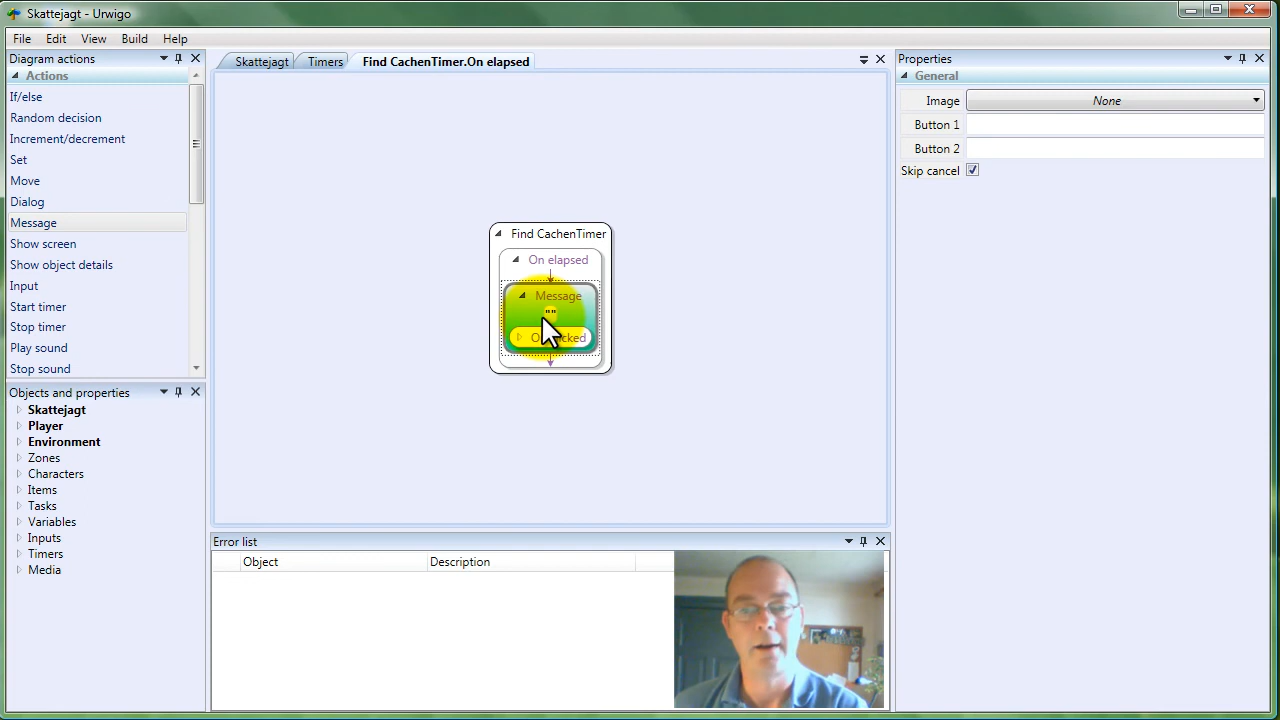 Skattejagt - Urwigo
File Edit View Build Help
Diagram actions
Actions
If/else
Random decision
Increment/decrement
Set
Move
Dialog
Message
Show screen
Show object details
Input
Start timer
Stop timer
Play sound
Stop sound
Objects and properties
Skattejagt
Player
Environment
Zones
Characters
Items
Tasks
Variables
Inputs
Timers
Media
Skattejagt Timers Find CachenTimer.On elapsed
Find CachenTimer
On elapsed
Message
""
Error list
Object Description
Properties
General
Image None
Button 1
Button 2
Skip cancel